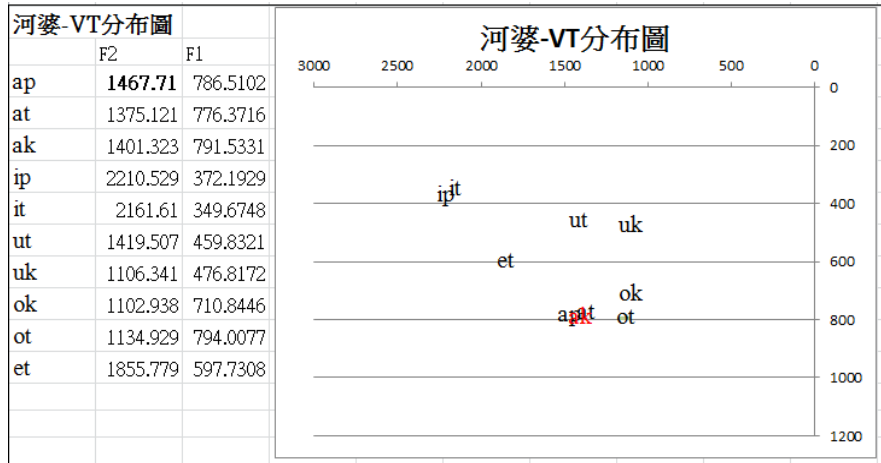 河婆-VT分布圖
F2 F1
ap 1467.71 786.5102
at 1375.121 776.3716
ak 1401.323 791.5331
ip 2210.529 372.1929
it 2161.61 349.6748
ut 1419.507 459.8321
uk 1106.341 476.8172
ok 1102.938 710.8446
ot 1134.929 794.0077
et 1855.779 597.7308
河婆-VT分布圖
3000 2500 2000 1500 1000 500 0
0
200
400
600
800
1000
1200
ip it
ut uk
et
ok
ap ak at ot